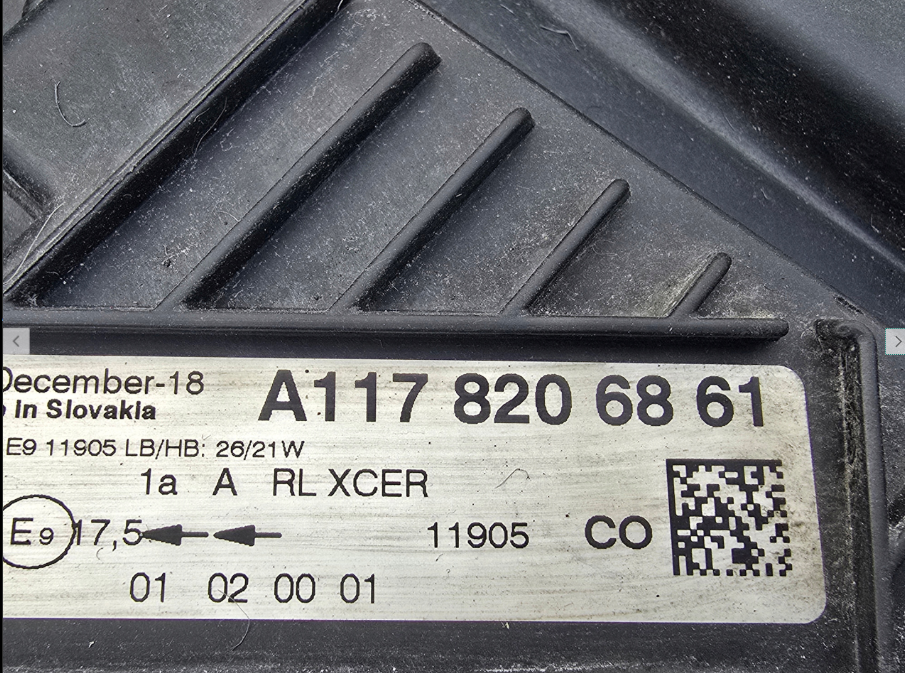 December-18 A117 820 68 61
In Slovakia
E9 11905 LB/HB: 26/21W
1a A RL XCER
E9 17,5 11905 CO
01 02 00 01